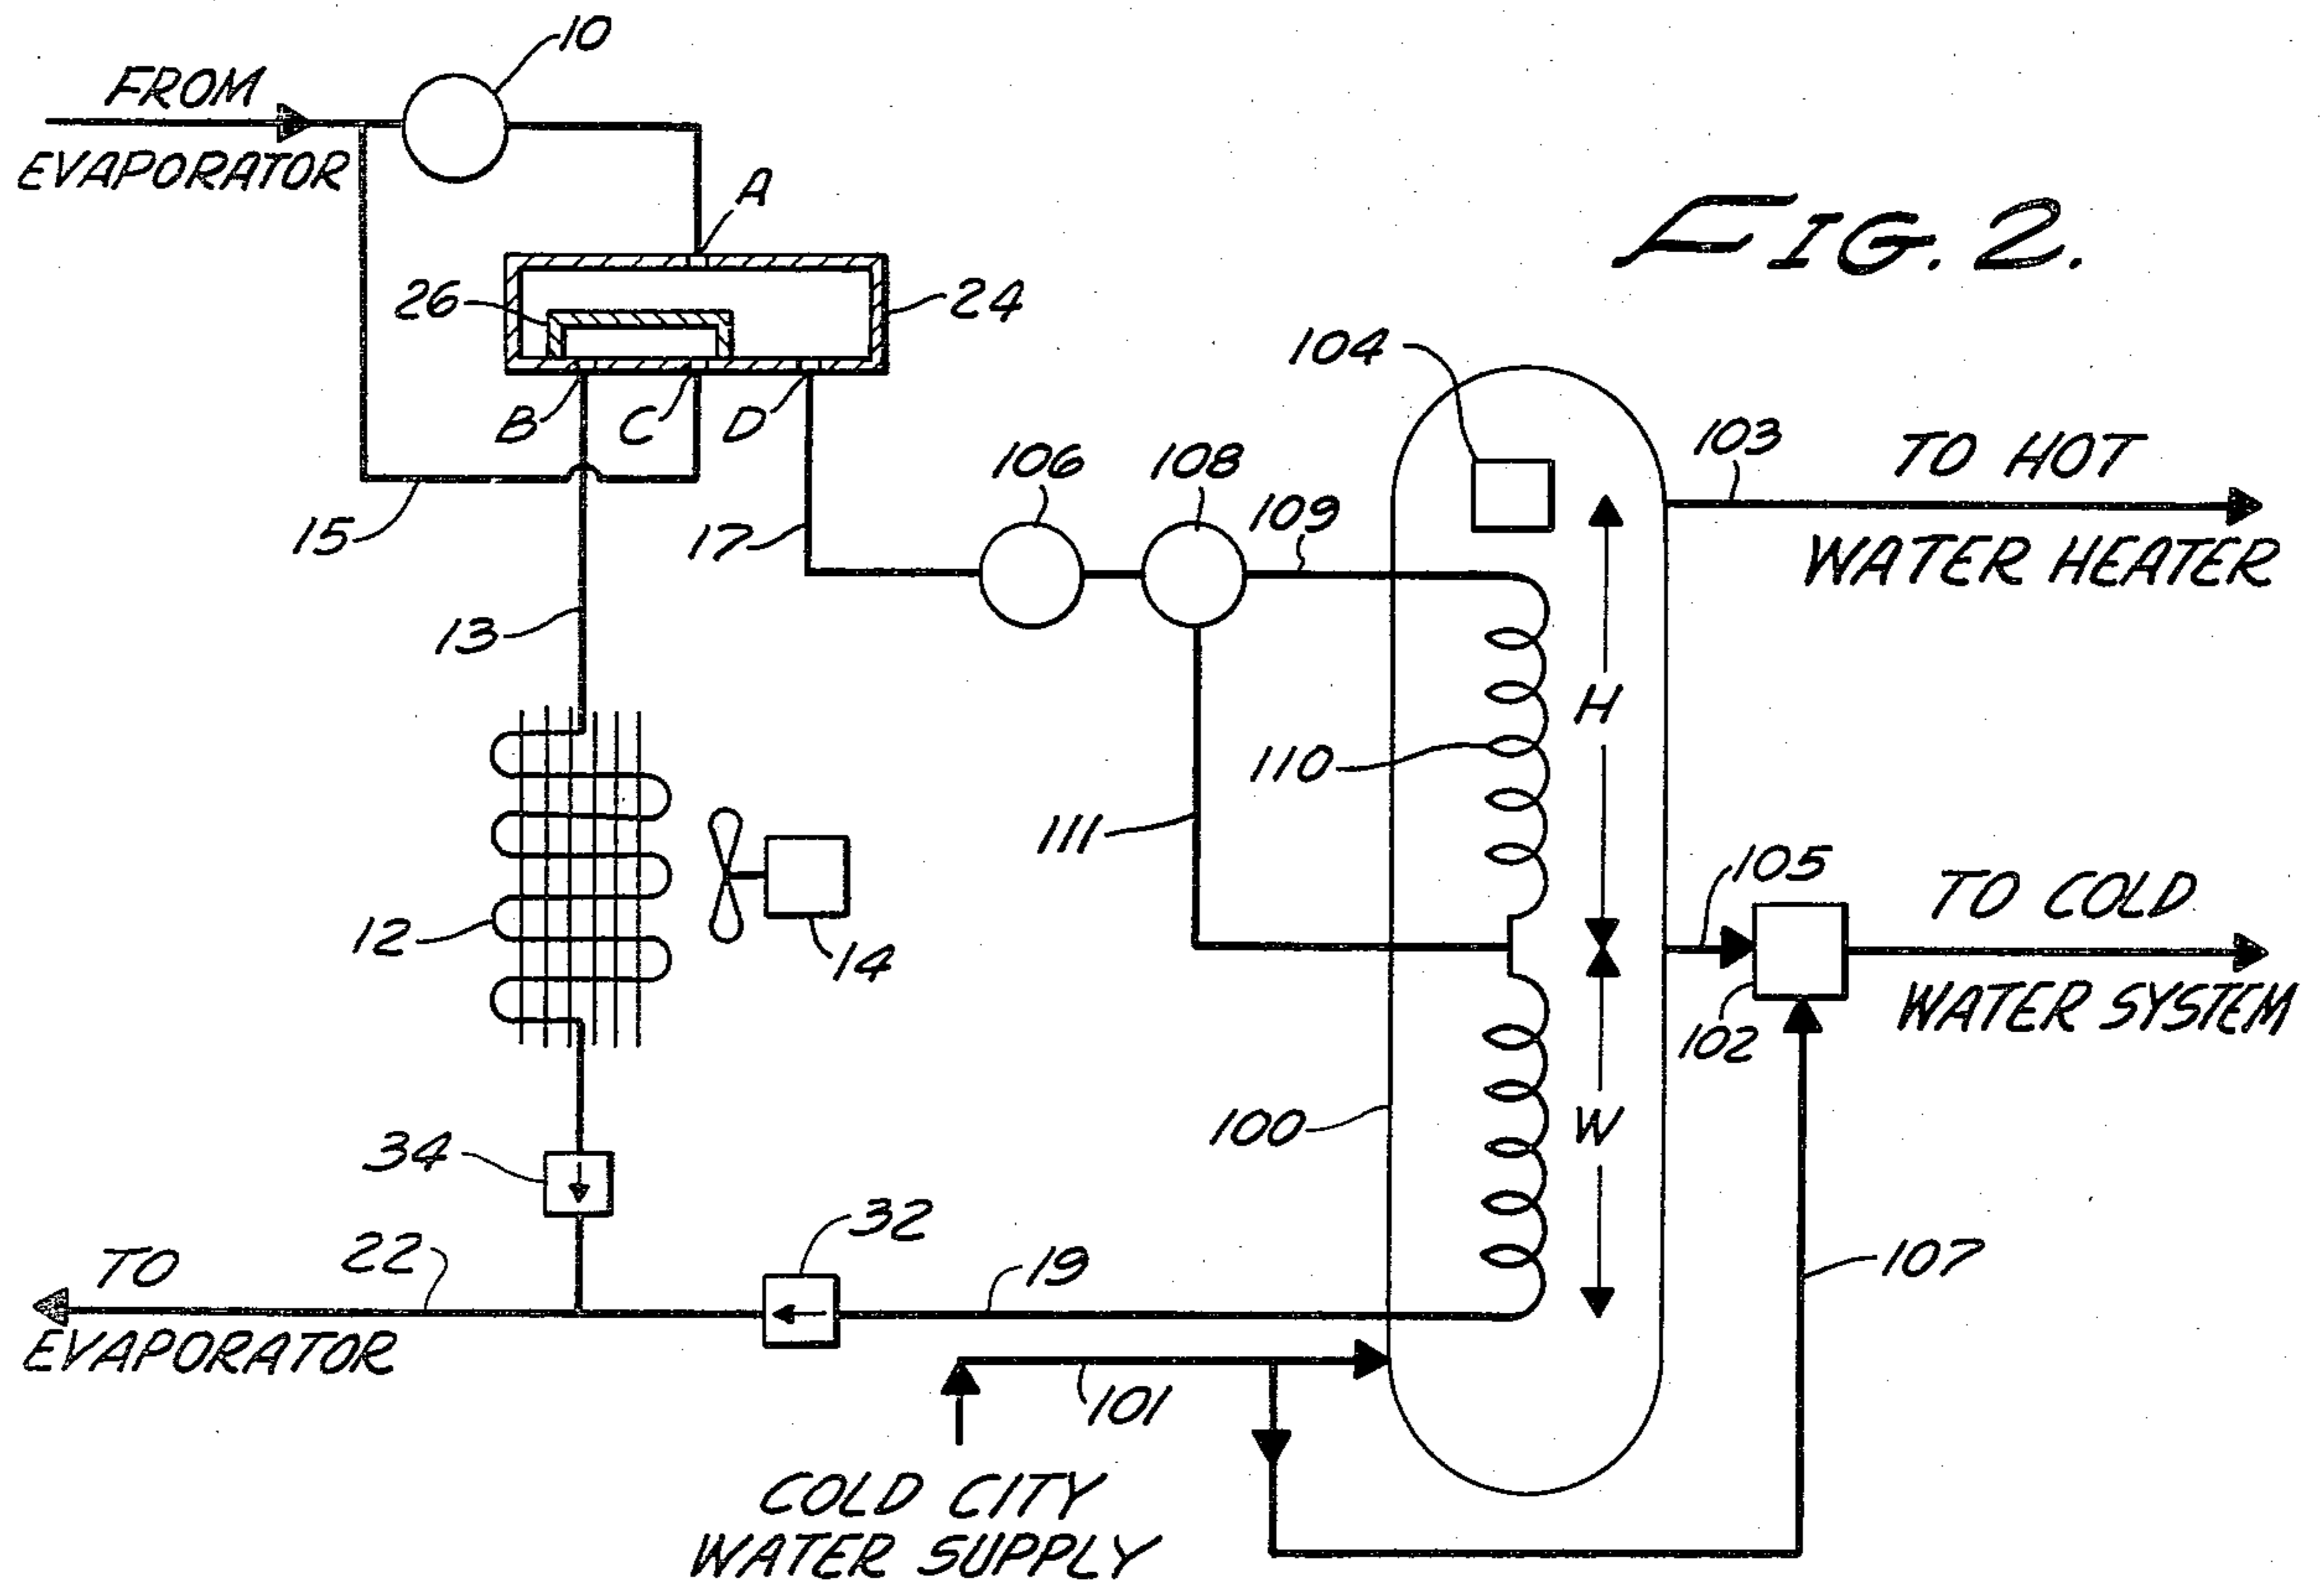 10
FROM
EVAPORATOR
A
FIG. 2.
26
24
104
B
C
D
106
108
103
TO HOT
109
15
17
WATER HEATER
13
H
110
111
105
TO COLD
12
14
102
WATER SYSTEM
100
W
34
32
TO
22
19
107
EVAPORATOR
101
COLD CITY
WATER SUPPLY